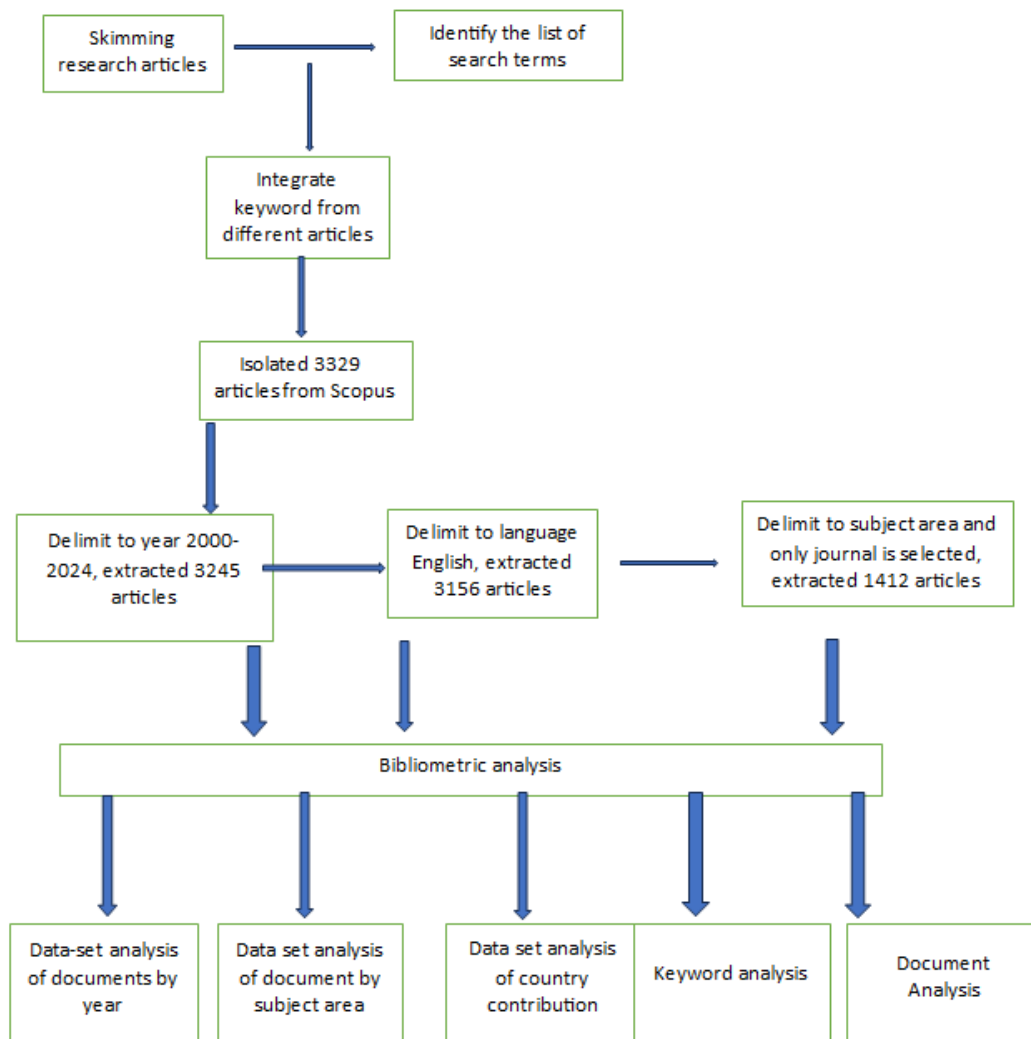 Skimming
research articles
Identify the list of
search terms
Integrate
keyword from
different articles
Isolated 3329
articles from Scopus
Delimit to year 2000-
2024, extracted 3245
articles
Delimit to language
English, extracted
3156 articles
Delimit to subject area and
only journal is selected,
extracted 1412 articles
Bibliometric analysis
Data-set analysis
of documents by
year
Data set analysis
of document by
subject area
Data set analysis
of country
contribution
Keyword analysis
Document
Analysis